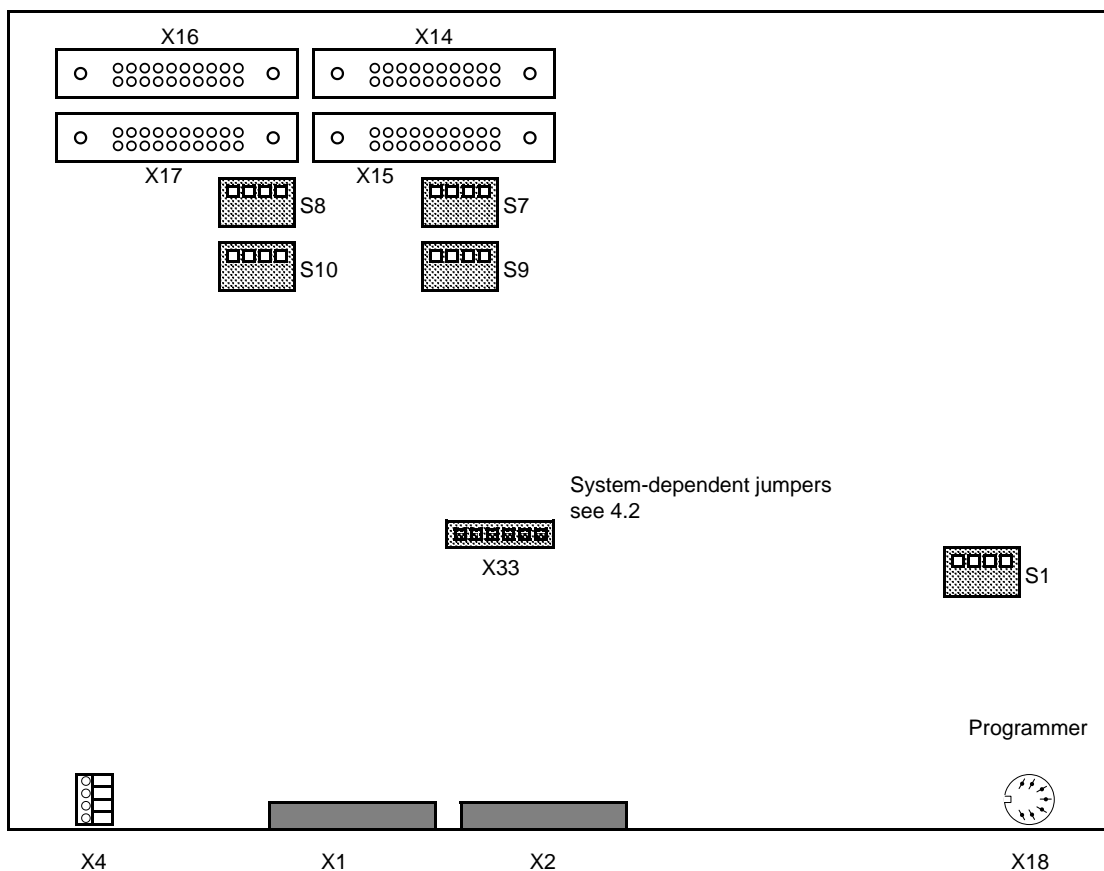 X16
X14
X17
X15
S8
S7
S10
S9
System-dependent jumpers
see 4.2
X33
S1
Programmer
X4
X1
X2
X18